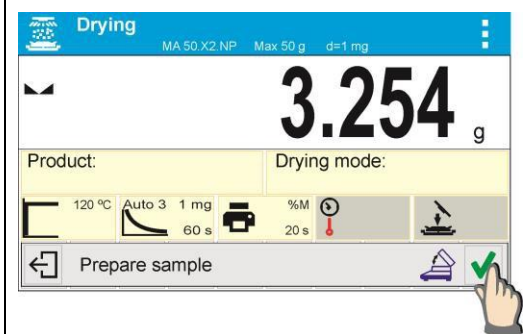 Drying
MA 50.X2.NP Max 50 g d=1 mg
3.254 g
Product: Drying mode:
120 ºC Auto 3 1 mg %M
60 s 20 s
Prepare sample